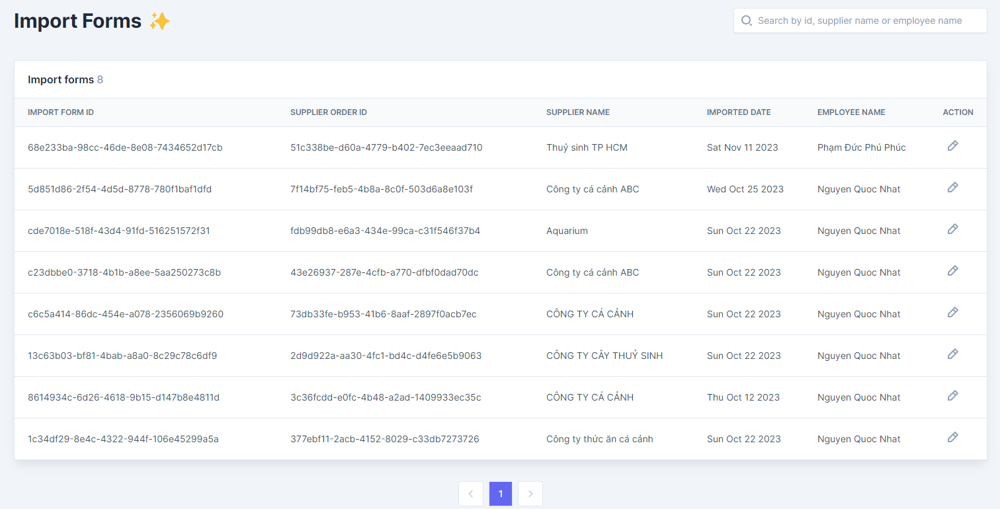 Import Forms ✨
Search by id, supplier name or employee name
Import forms 8
IMPORT FORM ID SUPPLIER ORDER ID SUPPLIER NAME IMPORTED DATE EMPLOYEE NAME ACTION
68e233ba-98cc-46de-8e08-7434652d17cb 51c338be-d60a-4779-b402-7ec3eeaad710 Thuỷ sinh TP HCM Sat Nov 11 2023 Phạm Đức Phú Phúc
5d851d86-2f54-4d5d-8778-780f1baf1dfd 7f14bf75-feb5-4b8a-8c0f-503d6a8e103f Công ty cá cảnh ABC Wed Oct 25 2023 Nguyen Quoc Nhat
cde7018e-518f-43d4-91fd-516251572f31 fdb99db8-e6a3-434e-99ca-c31f546f37b4 Aquarium Sun Oct 22 2023 Nguyen Quoc Nhat
c23dbbe0-3718-4b1b-a8ee-5aa250273c8b 43e26937-287e-4cfb-a770-dfbf0dad70dc Công ty cá cảnh ABC Sun Oct 22 2023 Nguyen Quoc Nhat
c6c5a414-86dc-454e-a078-2356069b9260 73db33fe-b953-41b6-8aaf-2897f0acb7ec CÔNG TY CÁ CẢNH Sun Oct 22 2023 Nguyen Quoc Nhat
13c63b03-bf81-4bab-a8a0-8c29c78c6df9 2d9d922a-aa30-4fc1-bd4c-d4fe6e5b9063 CÔNG TY CÂY THUỶ SINH Sun Oct 22 2023 Nguyen Quoc Nhat
8614934c-6d26-4618-9b15-d147b8e4811d 3c36fcdd-e0fc-4b48-a2ad-1409933ec35c CÔNG TY CÁ CẢNH Thu Oct 12 2023 Nguyen Quoc Nhat
1c34df29-8e4c-4322-944f-106e45299a5a 377ebf11-2acb-4152-8029-c33db7273726 Công ty thức ăn cá cảnh Sun Oct 22 2023 Nguyen Quoc Nhat
1